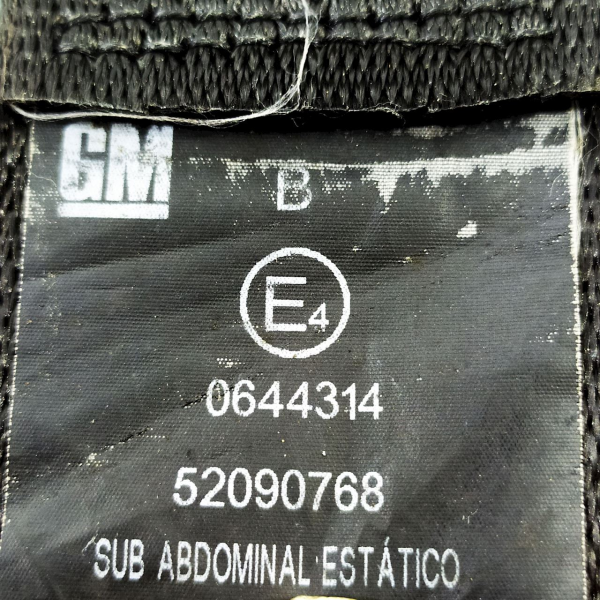 GM
B
E4
0644314
52090768
SUB ABDOMINAL ESTÁTICO